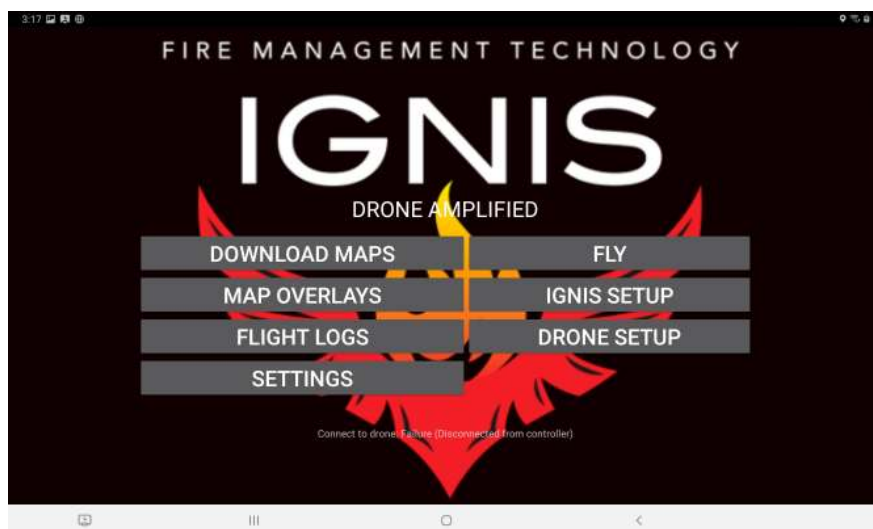 3:17
FIRE MANAGEMENT TECHNOLOGY
IGNIS
DRONE AMPLIFIED
DOWNLOAD MAPS
FLY
MAP OVERLAYS
IGNIS SETUP
FLIGHT LOGS
DRONE SETUP
SETTINGS
Connect to drone: Failure (Disconnected from controller)